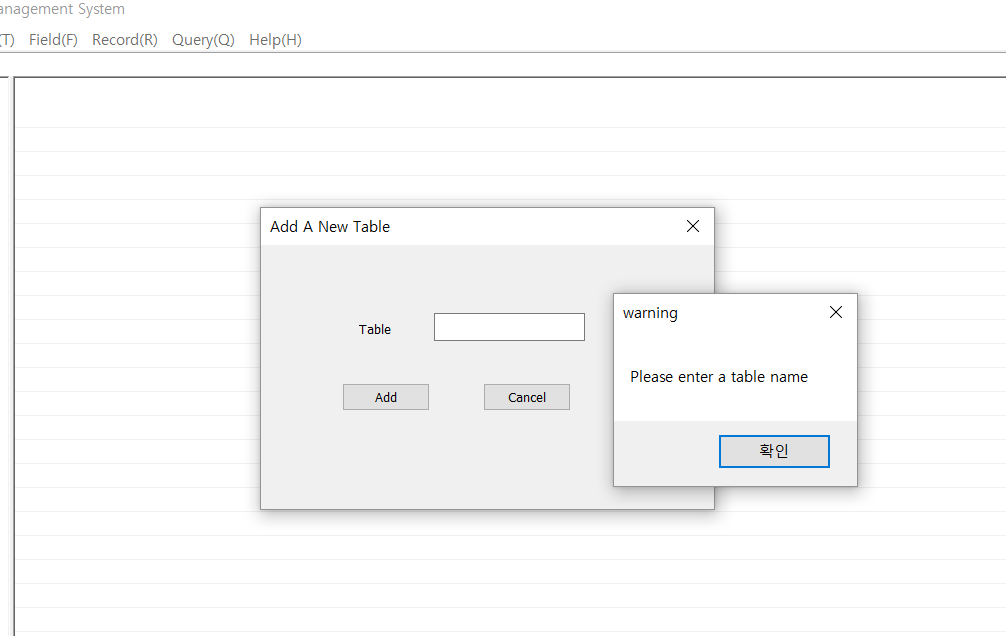 anagement System
(T) Field(F) Record(R) Query(Q) Help(H)
Add A New Table
warning
Table
Please enter a table name
Add Cancel
확인